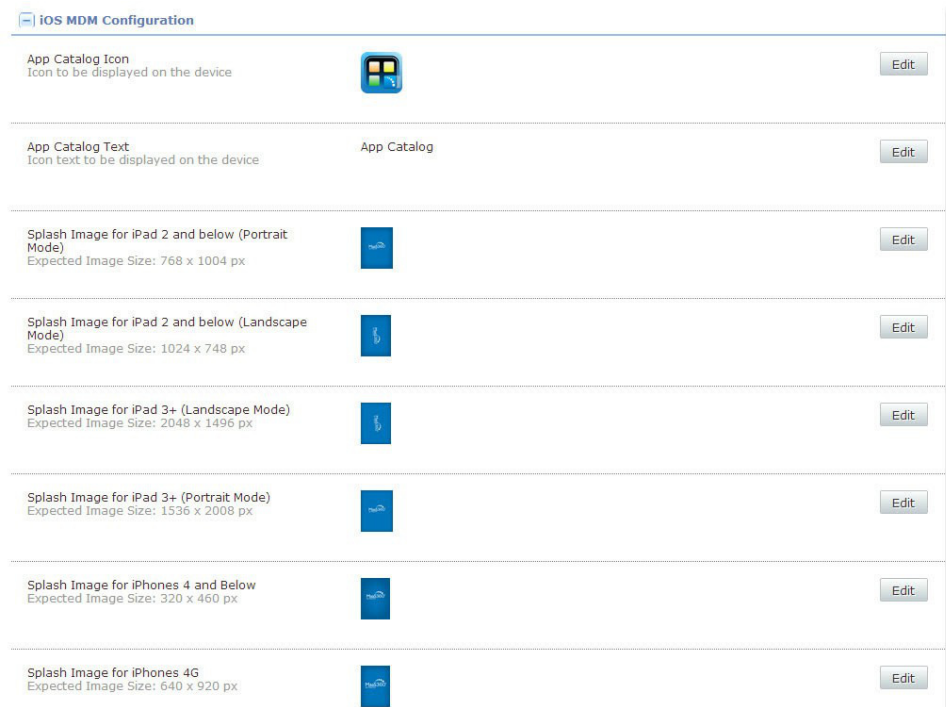 iOS MDM Configuration
App Catalog Icon
Icon to be displayed on the device
Edit
App Catalog Text
Icon text to be displayed on the device
App Catalog
Edit
Splash Image for iPad 2 and below (Portrait
Mode)
Expected Image Size: 768 x 1004 px
Edit
Splash Image for iPad 2 and below (Landscape
Mode)
Expected Image Size: 1024 x 748 px
Edit
Splash Image for iPad 3+ (Landscape Mode)
Expected Image Size: 2048 x 1496 px
Edit
Splash Image for iPad 3+ (Portrait Mode)
Expected Image Size: 1536 x 2008 px
Edit
Splash Image for iPhones 4 and Below
Expected Image Size: 320 x 460 px
Edit
Splash Image for iPhones 4G
Expected Image Size: 640 x 920 px
Edit